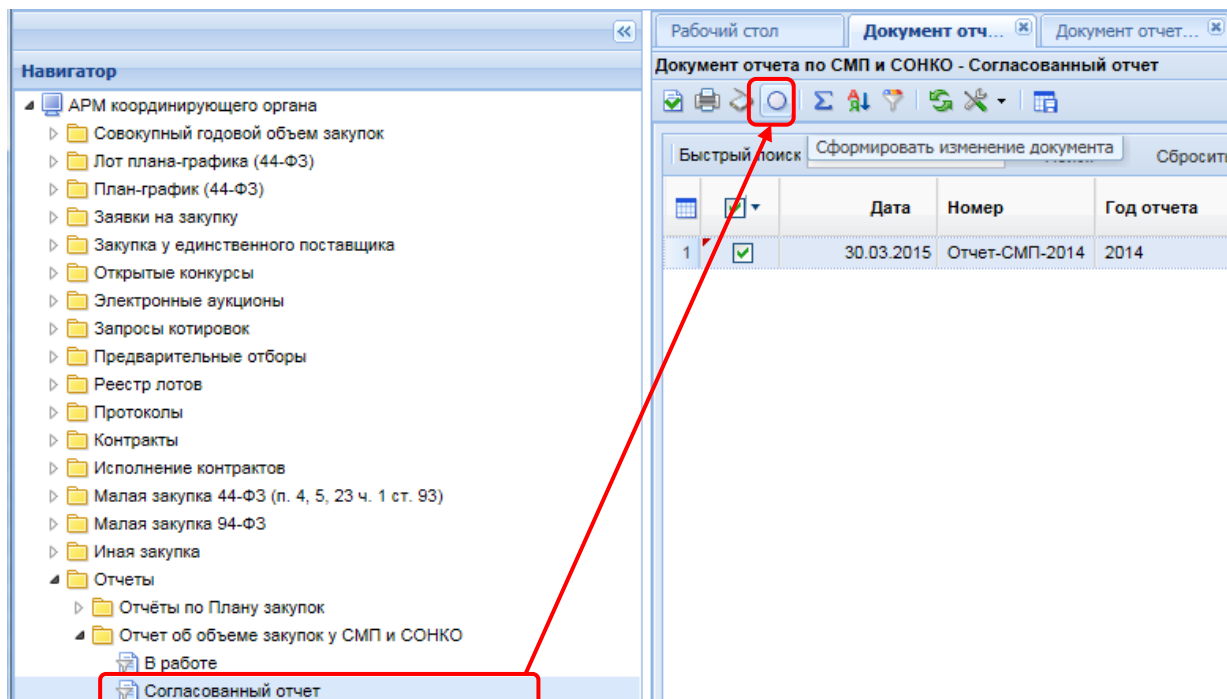 Навигатор
АРМ координирующего органа
Совокупный годовой объем закупок
Лот плана-графика (44-ФЗ)
План-график (44-ФЗ)
Заявки на закупку
Закупка у единственного поставщика
Открытые конкурсы
Электронные аукционы
Запросы котировок
Предварительные отборы
Реестр лотов
Протоколы
Контракты
Исполнение контрактов
Малая закупка 44-ФЗ (п. 4, 5, 23 ч. 1 ст. 93)
Малая закупка 94-ФЗ
Иная закупка
Отчеты
Отчёты по Плану закупок
Отчет об объеме закупок у СМП и СОНКО
В работе
Согласованный отчет
Рабочий стол Документ отч... Документ отчет...
Документ отчета по СМП и СОНКО - Согласованный отчет
Быстрый поиск Сформировать изменение документа Сбросить
Дата Номер Год отчета
1 30.03.2015 Отчет-СМП-2014 2014